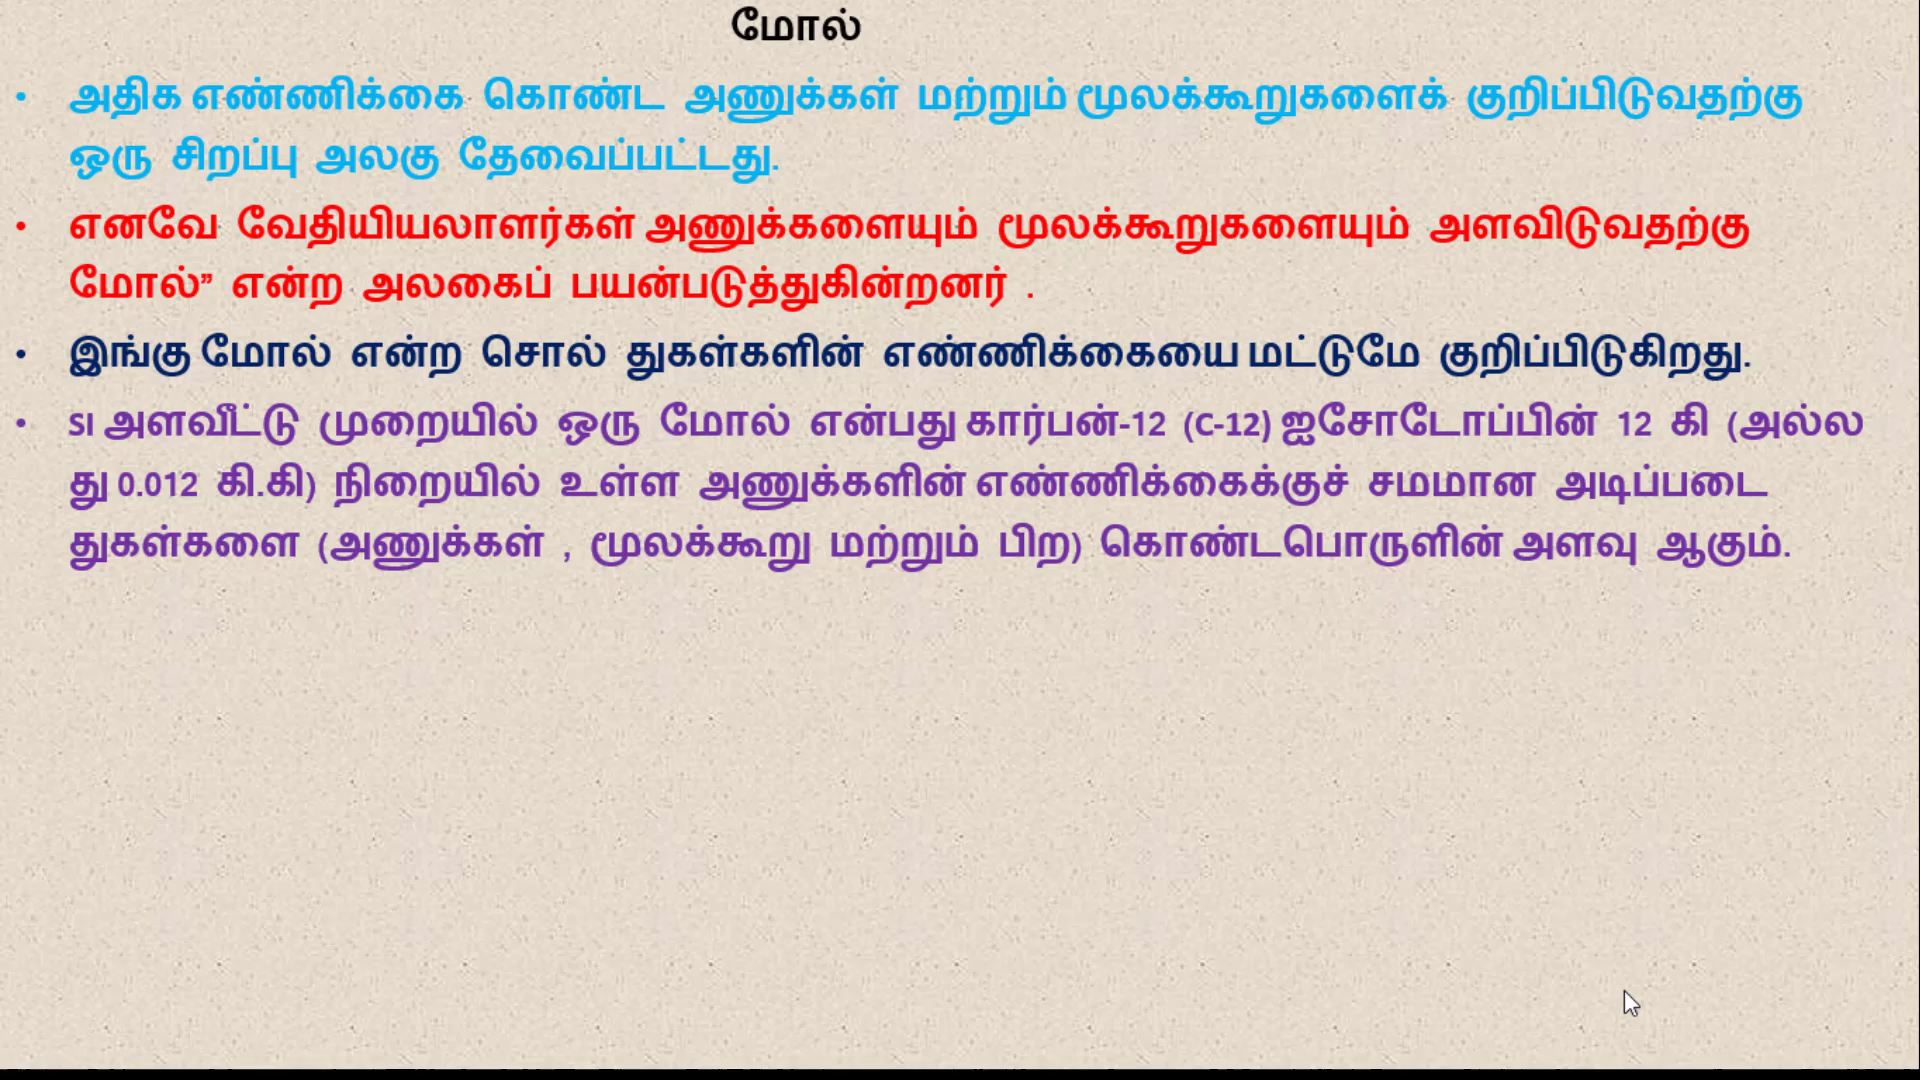 மோல்
• அதிக எண்ணிக்கை கொண்ட அணுக்கள் மற்றும் மூலக்கூறுகளைக் குறிப்பிடுவதற்கு
ஒரு சிறப்பு அலகு தேவைப்பட்டது.
• எனவே வேதியியலாளர்கள் அணுக்களையும் மூலக்கூறுகளையும் அளவிடுவதற்கு
மோல்” என்ற அலகைப் பயன்படுத்துகின்றனர் .
• இங்கு மோல் என்ற சொல் துகள்களின் எண்ணிக்கையை மட்டுமே குறிப்பிடுகிறது.
• SI அளவீட்டு முறையில் ஒரு மோல் என்பது கார்பன்-12 (C-12) ஐசோடோப்பின் 12 கி (அல்ல
து 0.012 கி.கி) நிறையில் உள்ள அணுக்களின் எண்ணிக்கைக்குச் சமமான அடிப்படை
துகள்களை (அணுக்கள் , மூலக்கூறு மற்றும் பிற) கொண்டபொருளின் அளவு ஆகும்.